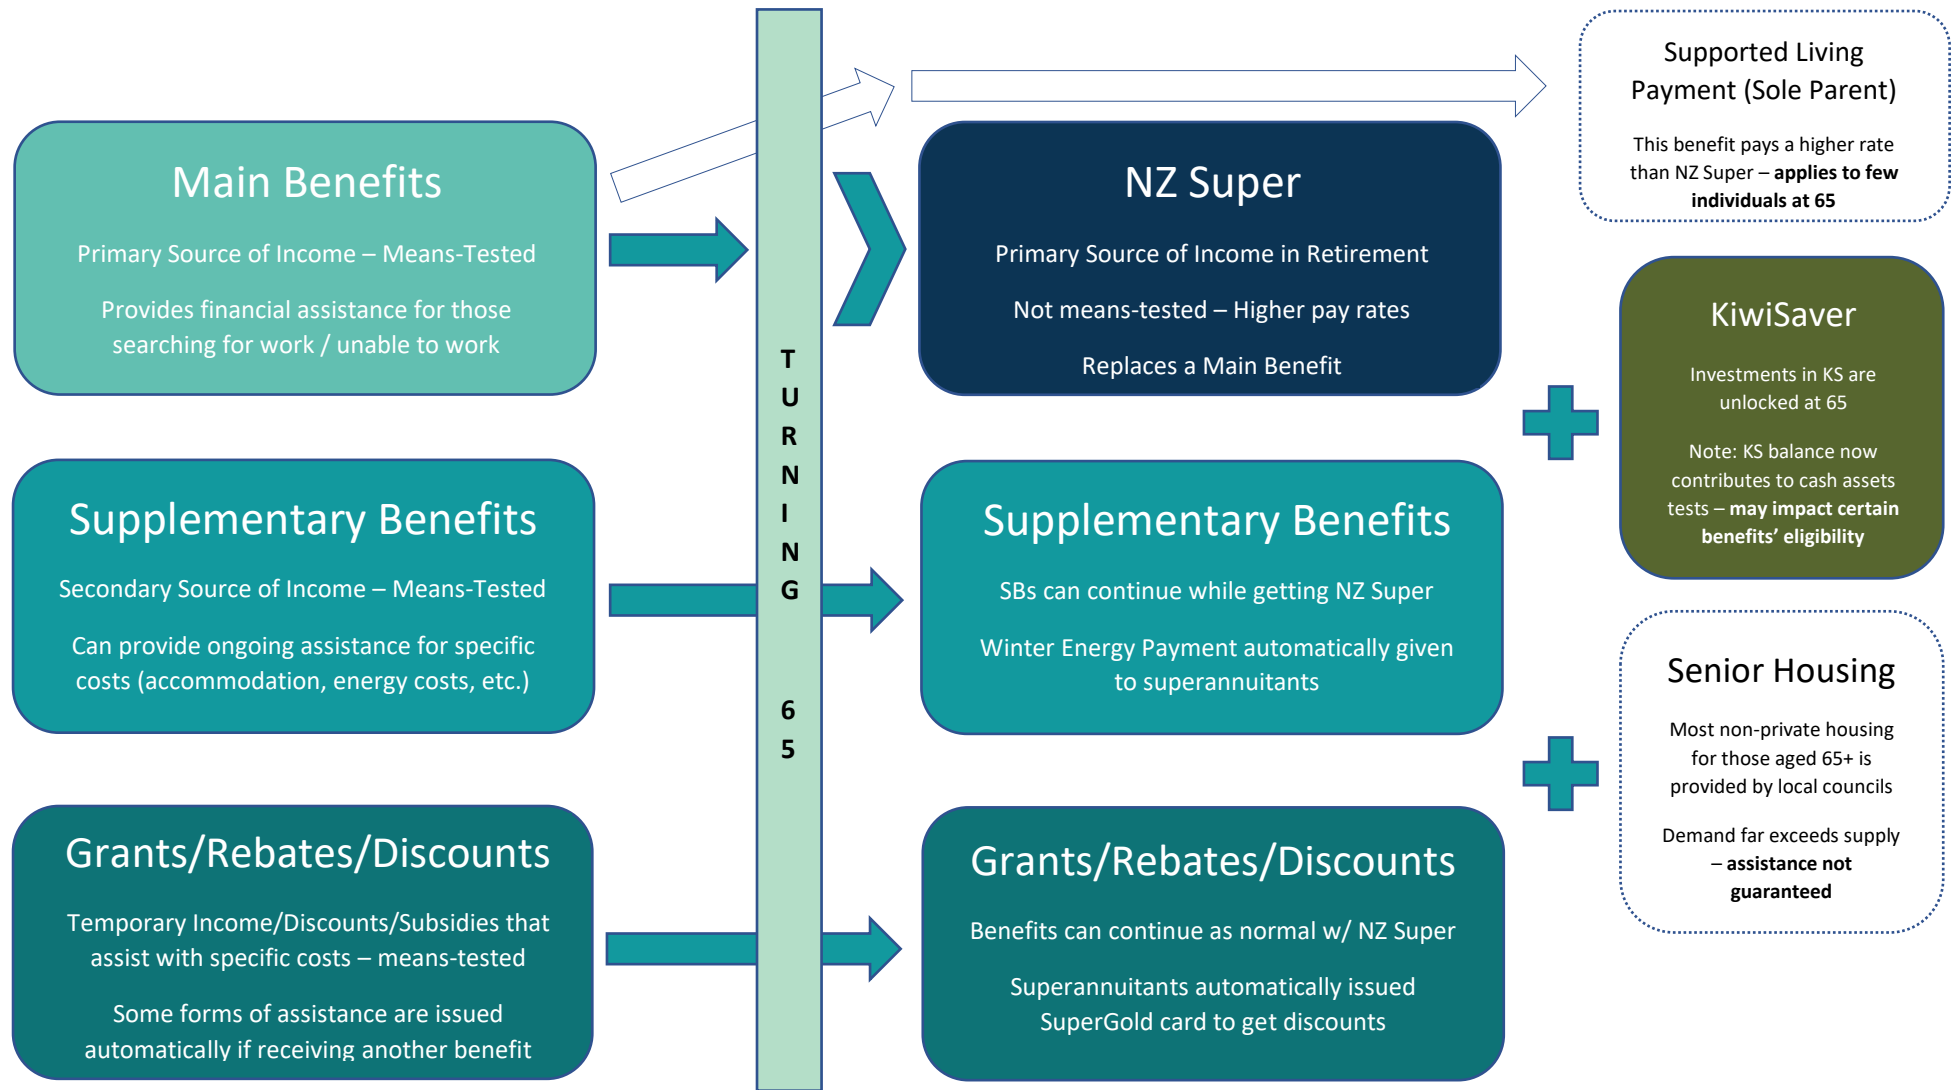 Main Benefits
Primary Source of Income – Means-Tested
Provides financial assistance for those
searching for work / unable to work
Supplementary Benefits
Secondary Source of Income – Means-Tested
Can provide ongoing assistance for specific
costs (accommodation, energy costs, etc.)
Grants/Rebates/Discounts
Temporary Income/Discounts/Subsidies that
assist with specific costs – means-tested
Some forms of assistance are issued
automatically if receiving another benefit
T
U
R
N
I
N
G
6
5
NZ Super
Primary Source of Income in Retirement
Not means-tested – Higher pay rates
Replaces a Main Benefit
Supplementary Benefits
SBs can continue while getting NZ Super
Winter Energy Payment automatically given
to superannuitants
Grants/Rebates/Discounts
Benefits can continue as normal w/ NZ Super
Superannuitants automatically issued
SuperGold card to get discounts
Supported Living
Payment (Sole Parent)
This benefit pays a higher rate
than NZ Super – applies to few
individuals at 65
KiwiSaver
Investments in KS are
unlocked at 65
Note: KS balance now
contributes to cash assets
tests – may impact certain
benefits’ eligibility
Senior Housing
Most non-private housing
for those aged 65+ is
provided by local councils
Demand far exceeds supply
– assistance not
guaranteed